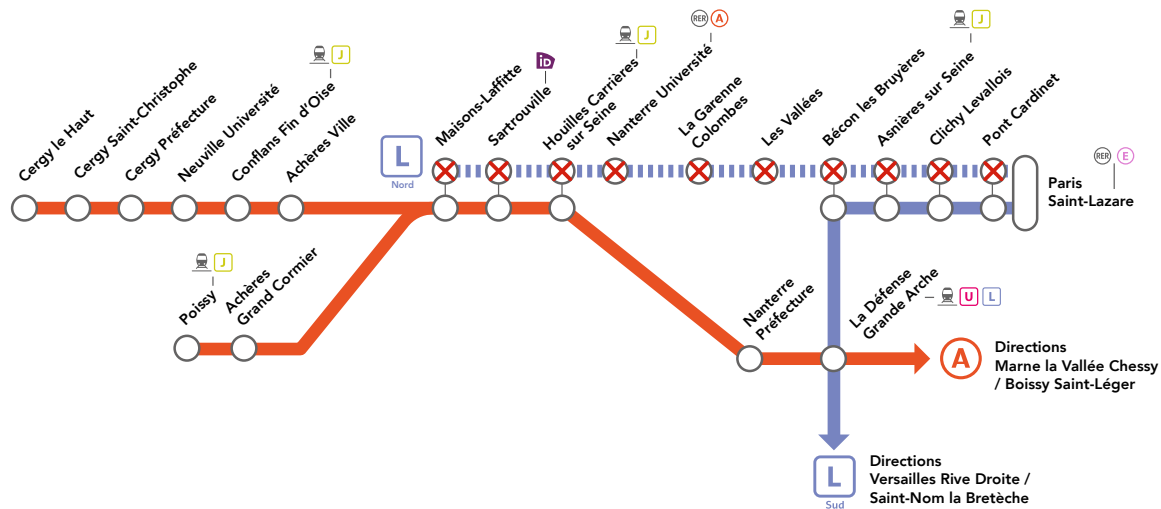 RER A
J
J
J
iD
Cergy le Haut
Cergy Saint-Christophe
Cergy Préfecture
Neuville Université
Conflans Fin d'Oise
Achères Ville
L
Nord
Maisons-Laffitte
Sartrouville
Houilles Carrières
sur Seine
Nanterre Université
La Garenne
Colombes
Les Vallées
Bécon les Bruyères
Asnières sur Seine
Clichy Levallois
Pont Cardinet
RER E
Paris
Saint-Lazare
J
Poissy
Achères
Grand Cormier
Nanterre
Préfecture
La Défense
Grande Arche
U L
A
Directions
Marne la Vallée Chessy
/ Boissy Saint-Léger
L
Sud
Directions
Versailles Rive Droite /
Saint-Nom la Bretèche